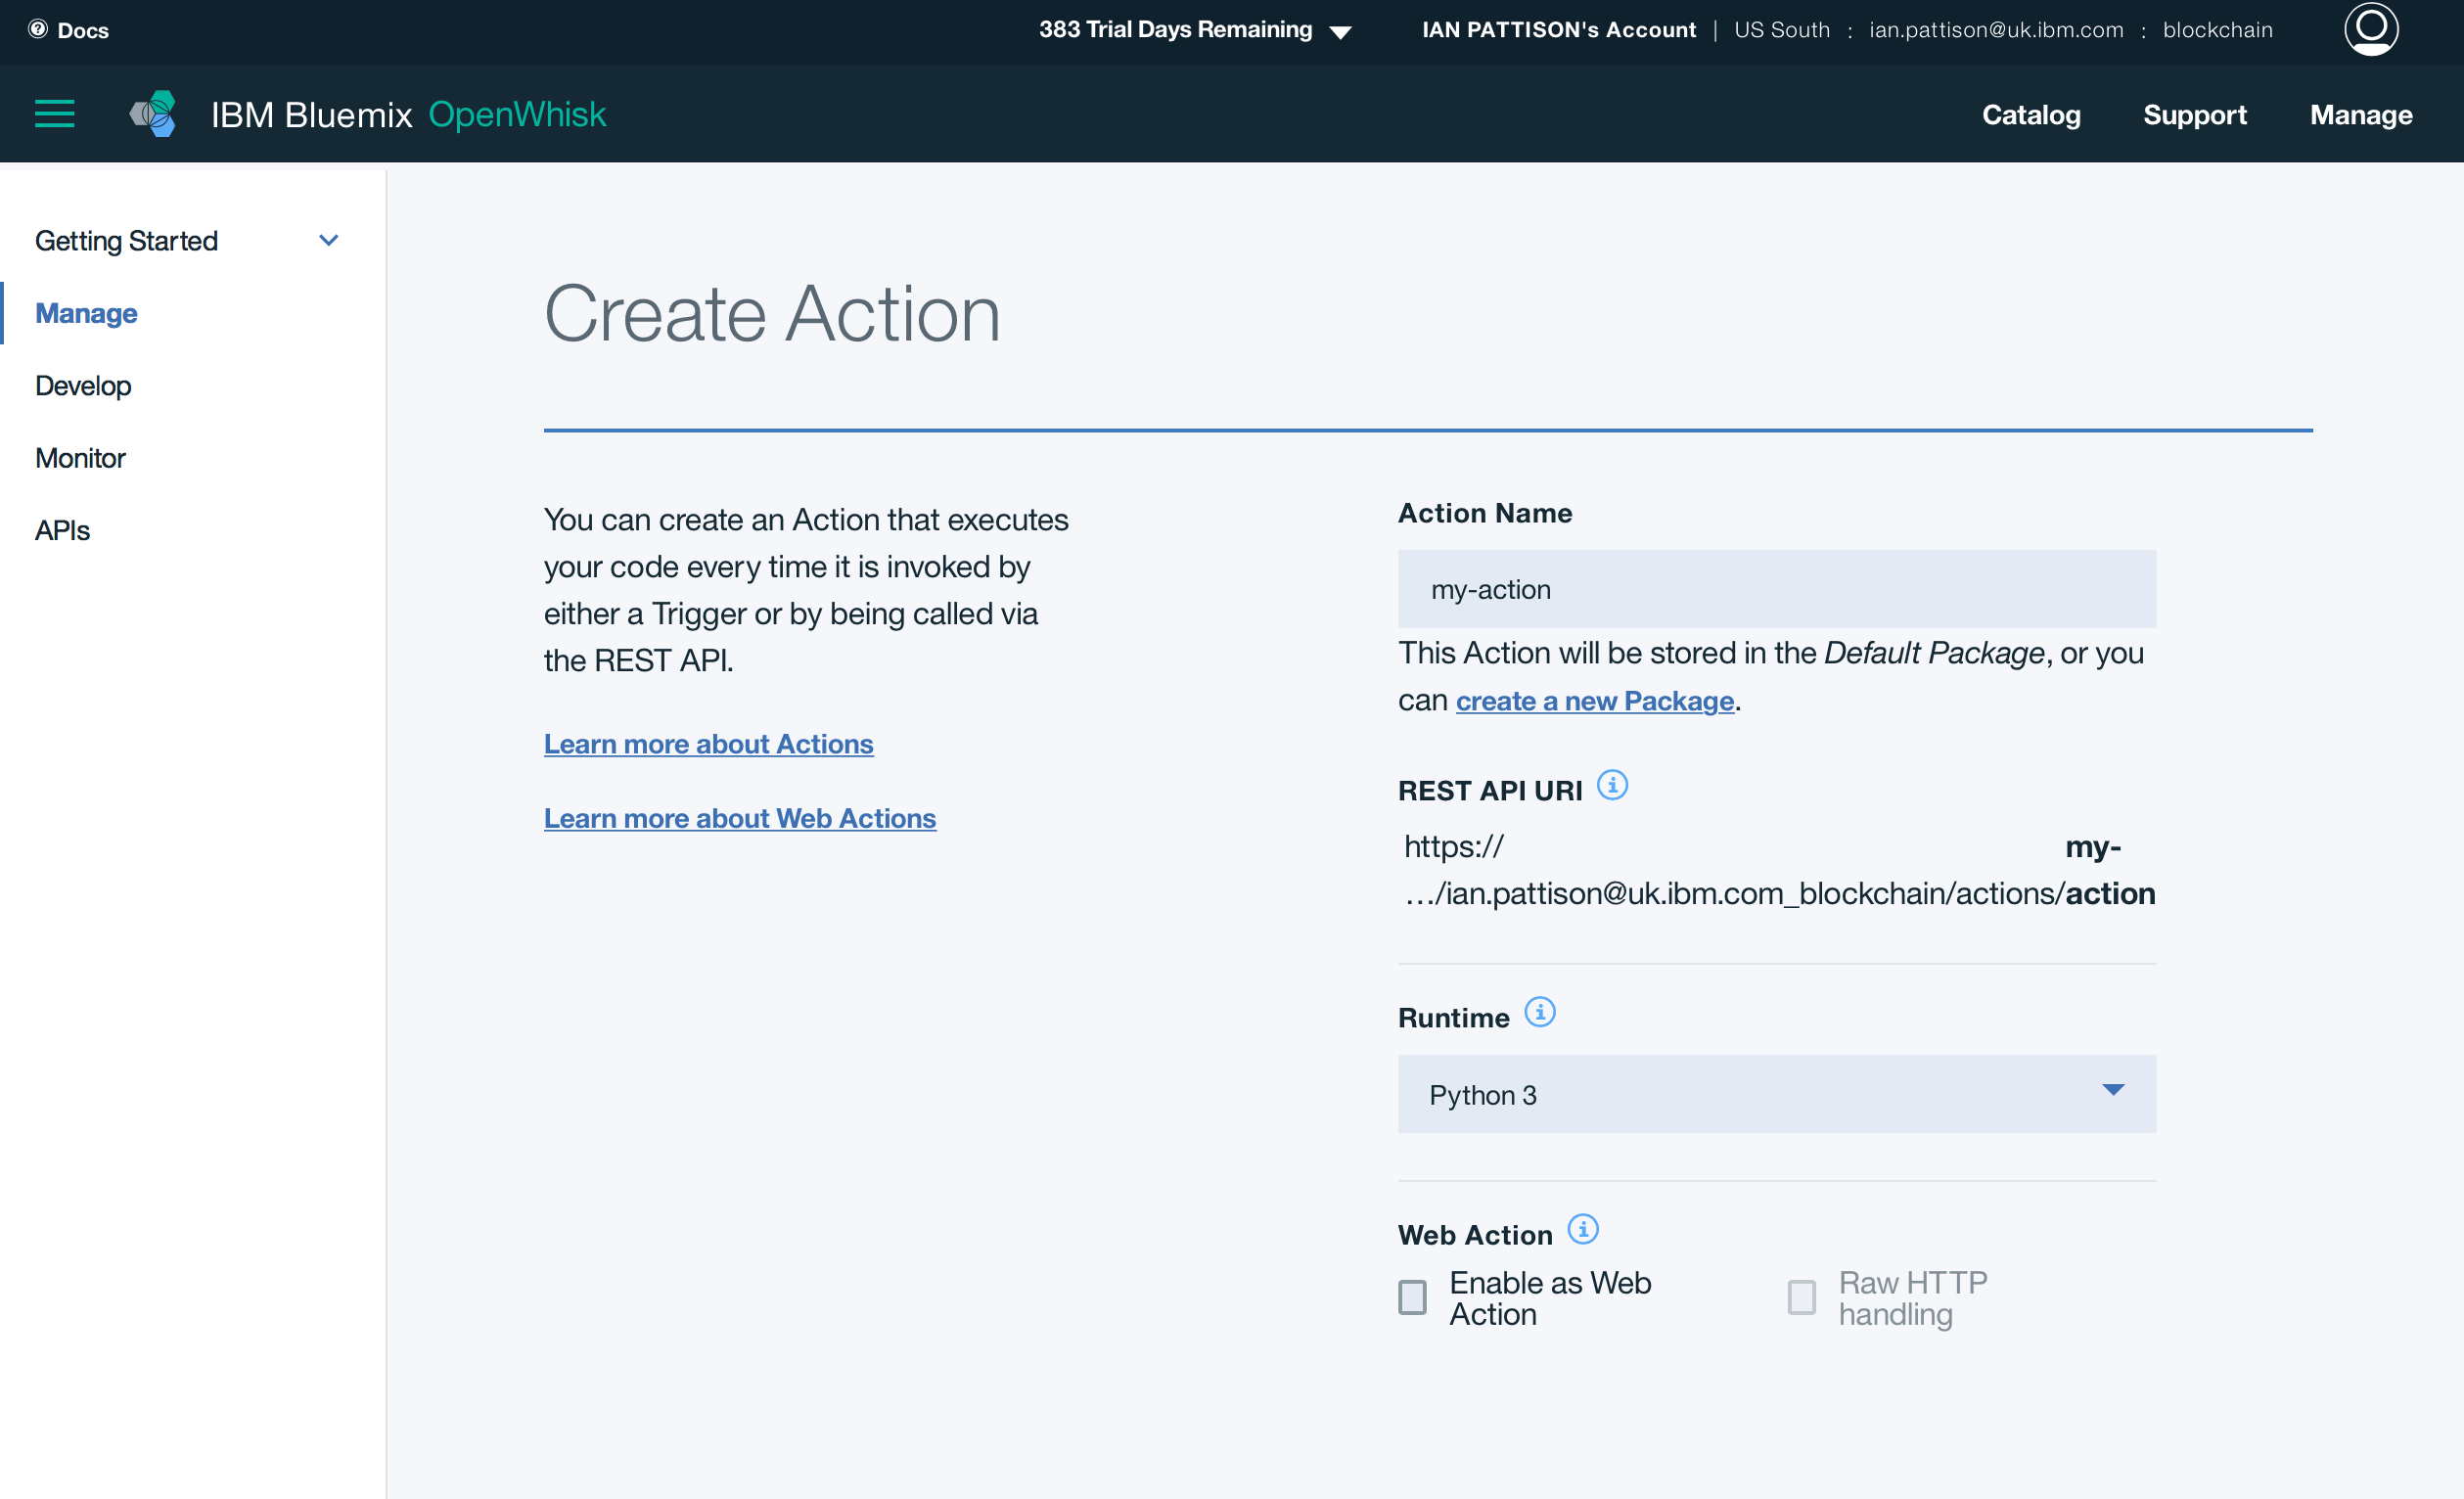 Docs
383 Trial Days Remaining
IAN PATTISON's Account | US South : ian.pattison@uk.ibm.com : blockchain
IBM Bluemix OpenWhisk
Catalog
Support
Manage
Getting Started
Manage
Develop
Monitor
APIs
Create Action
You can create an Action that executes
your code every time it is invoked by
either a Trigger or by being called via
the REST API.
Learn more about Actions
Learn more about Web Actions
Action Name
my-action
This Action will be stored in the Default Package, or you
can create a new Package.
REST API URI
https:// my-
…/ian.pattison@uk.ibm.com_blockchain/actions/action
Runtime
Python 3
Web Action
Enable as Web
Action
Raw HTTP
handling